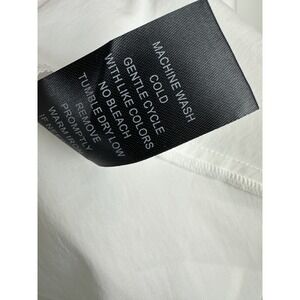 MACHINE WASH
COLD
GENTLE CYCLE
WITH LIKE COLORS
NO BLEACH
TUMBLE DRY LOW
REMOVE
PROMPTLY